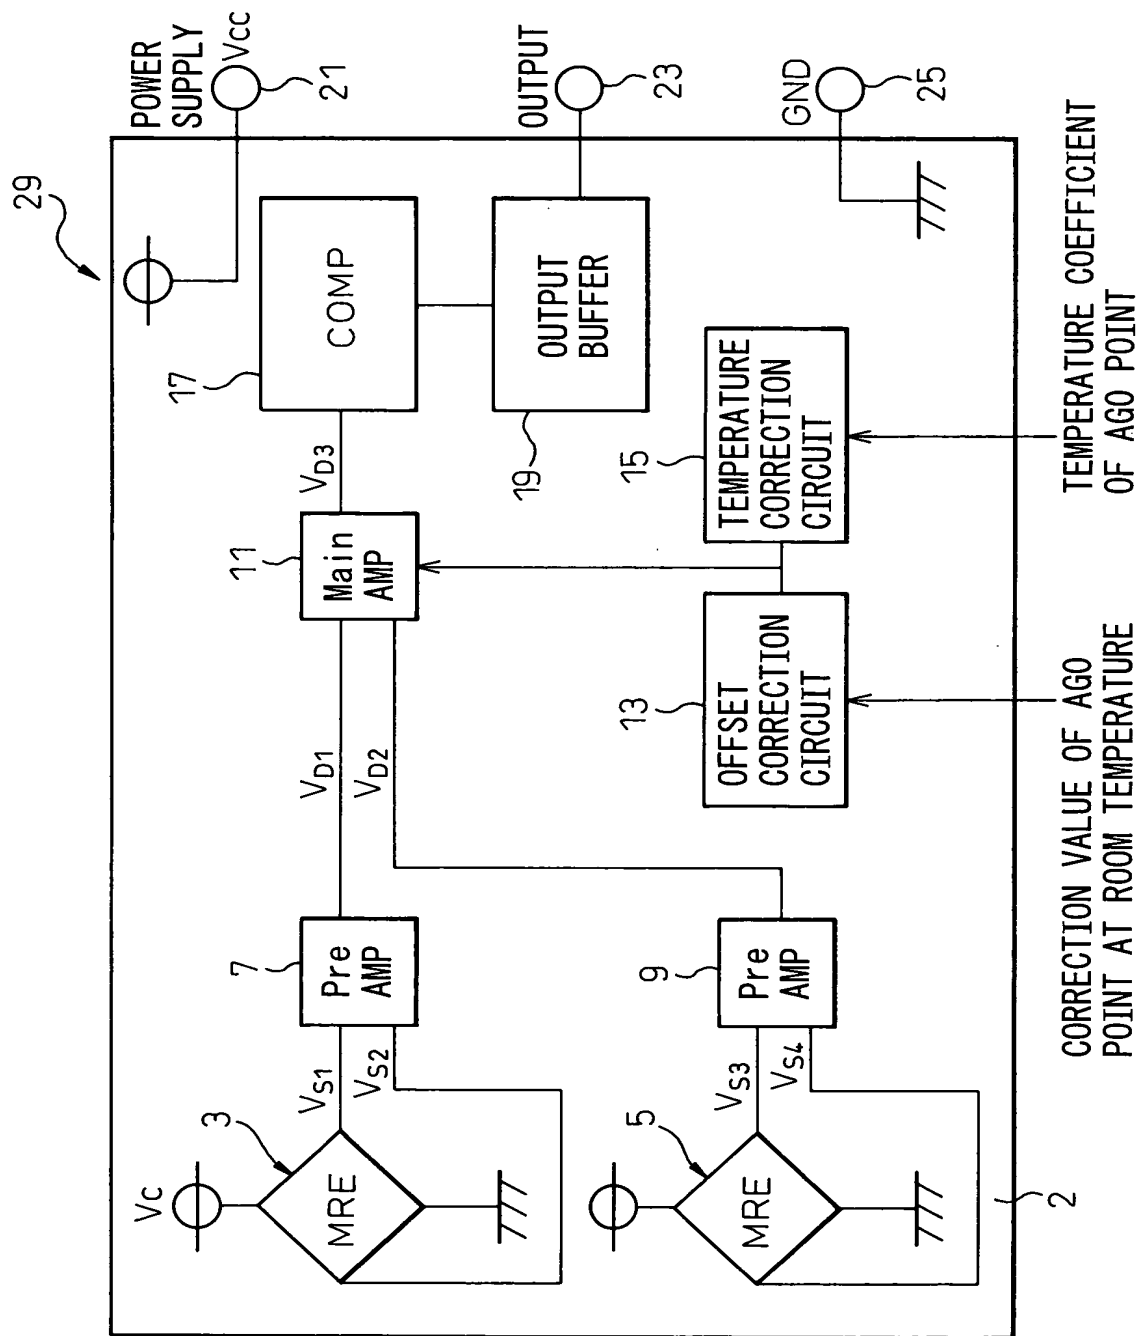 29
POWER
SUPPLY
Vcc
21
OUTPUT
23
GND
25
COMP
17
OUTPUT
BUFFER
19
VD3
Main
AMP
11
TEMPERATURE
CORRECTION
CIRCUIT
15
OFFSET
CORRECTION
CIRCUIT
13
VD1
VD2
Pre
AMP
7
Pre
AMP
9
VS1
VS2
VS3
VS4
Vc
MRE
3
MRE
5
2
CORRECTION VALUE OF AGO
POINT AT ROOM TEMPERATURE
TEMPERATURE COEFFICIENT
OF AGO POINT